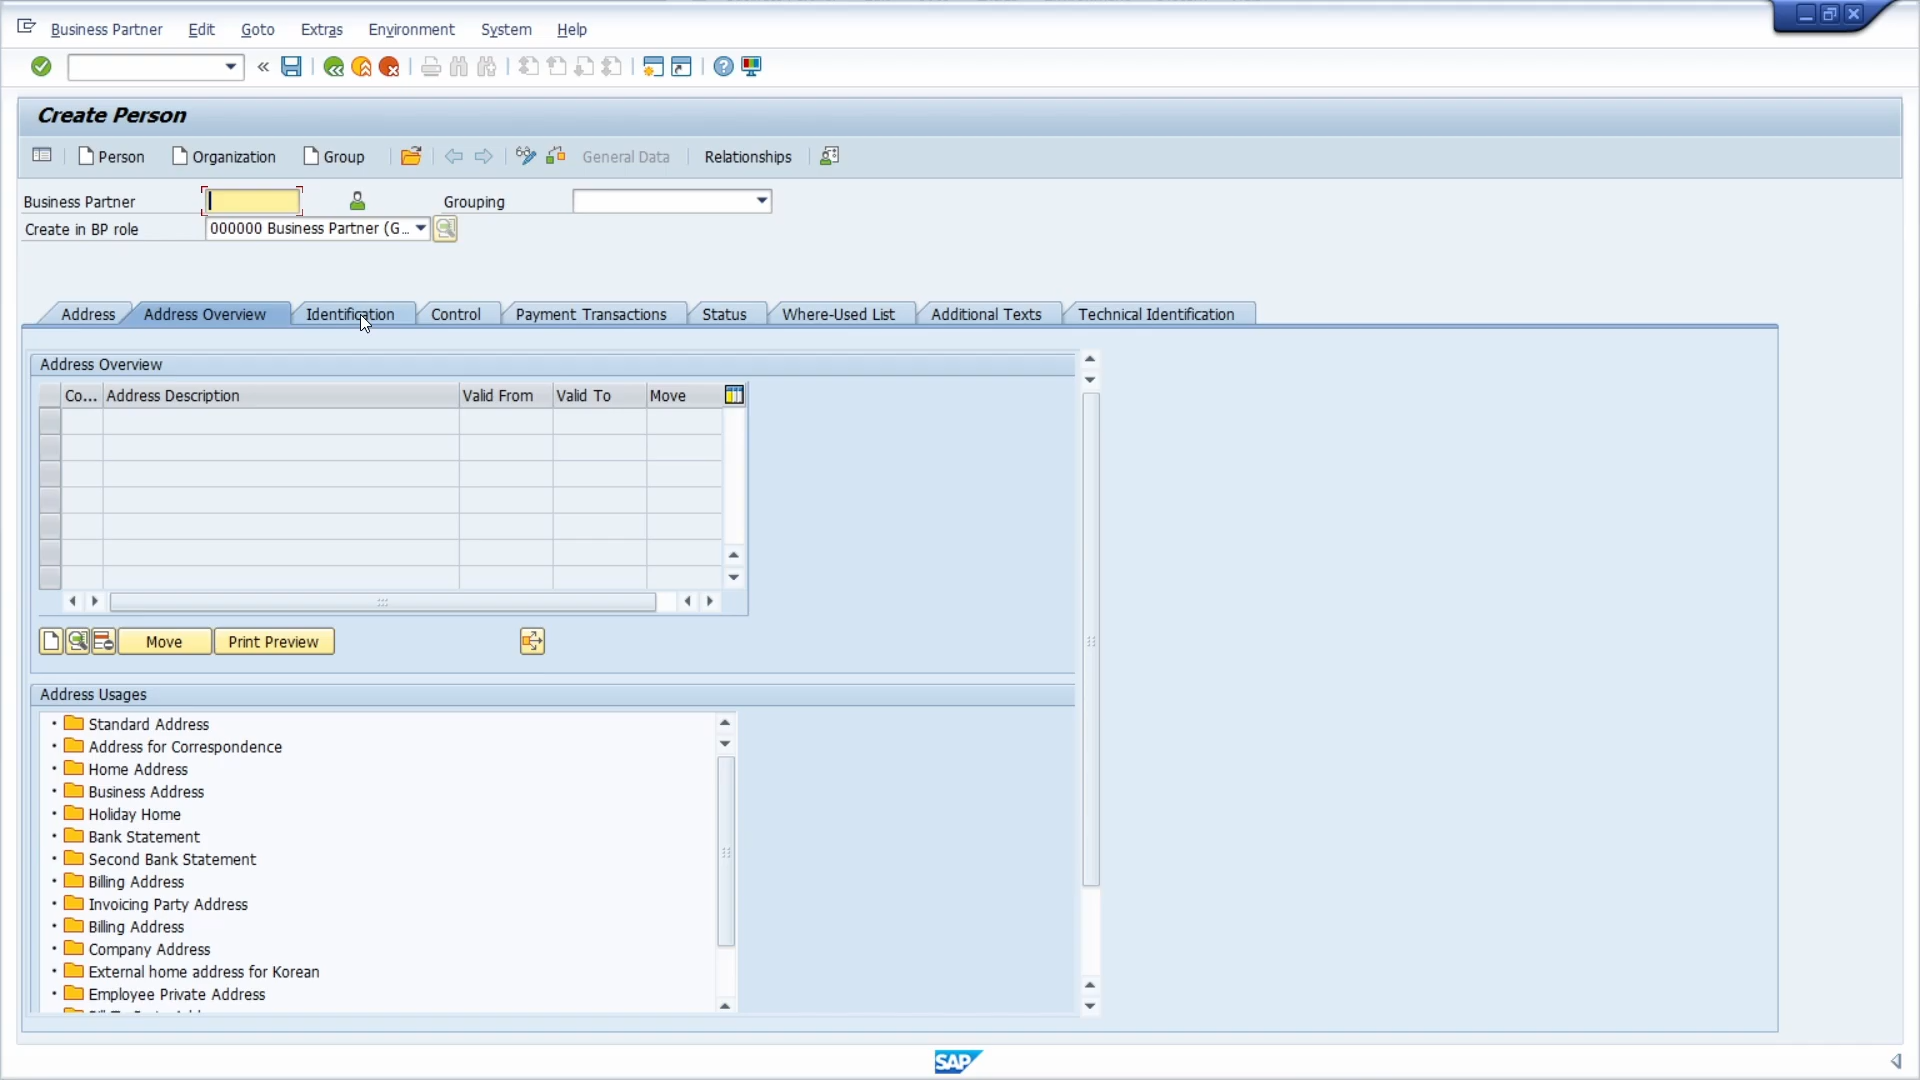 Business Partner Edit Goto Extras Environment System Help
Create Person
Person Organization Group General Data Relationships
Business Partner Grouping
Create in BP role 000000 Business Partner (G...
Address Address Overview Identification Control Payment Transactions Status Where-Used List Additional Texts Technical Identification
Address Overview
Co... Address Description Valid From Valid To Move
Move Print Preview
Address Usages
Standard Address
Address for Correspondence
Home Address
Business Address
Holiday Home
Bank Statement
Second Bank Statement
Billing Address
Invoicing Party Address
Billing Address
Company Address
External home address for Korean
Employee Private Address
SAP